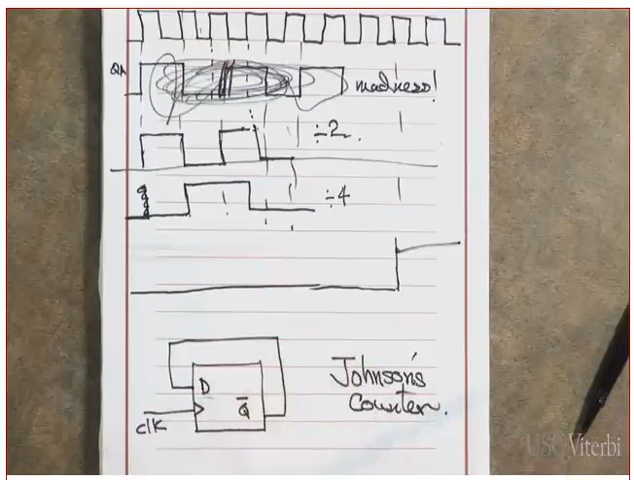 QA
madness!
÷2
÷4
Johnson's
Counter.
D
Q̅
clk
USC Viterbi